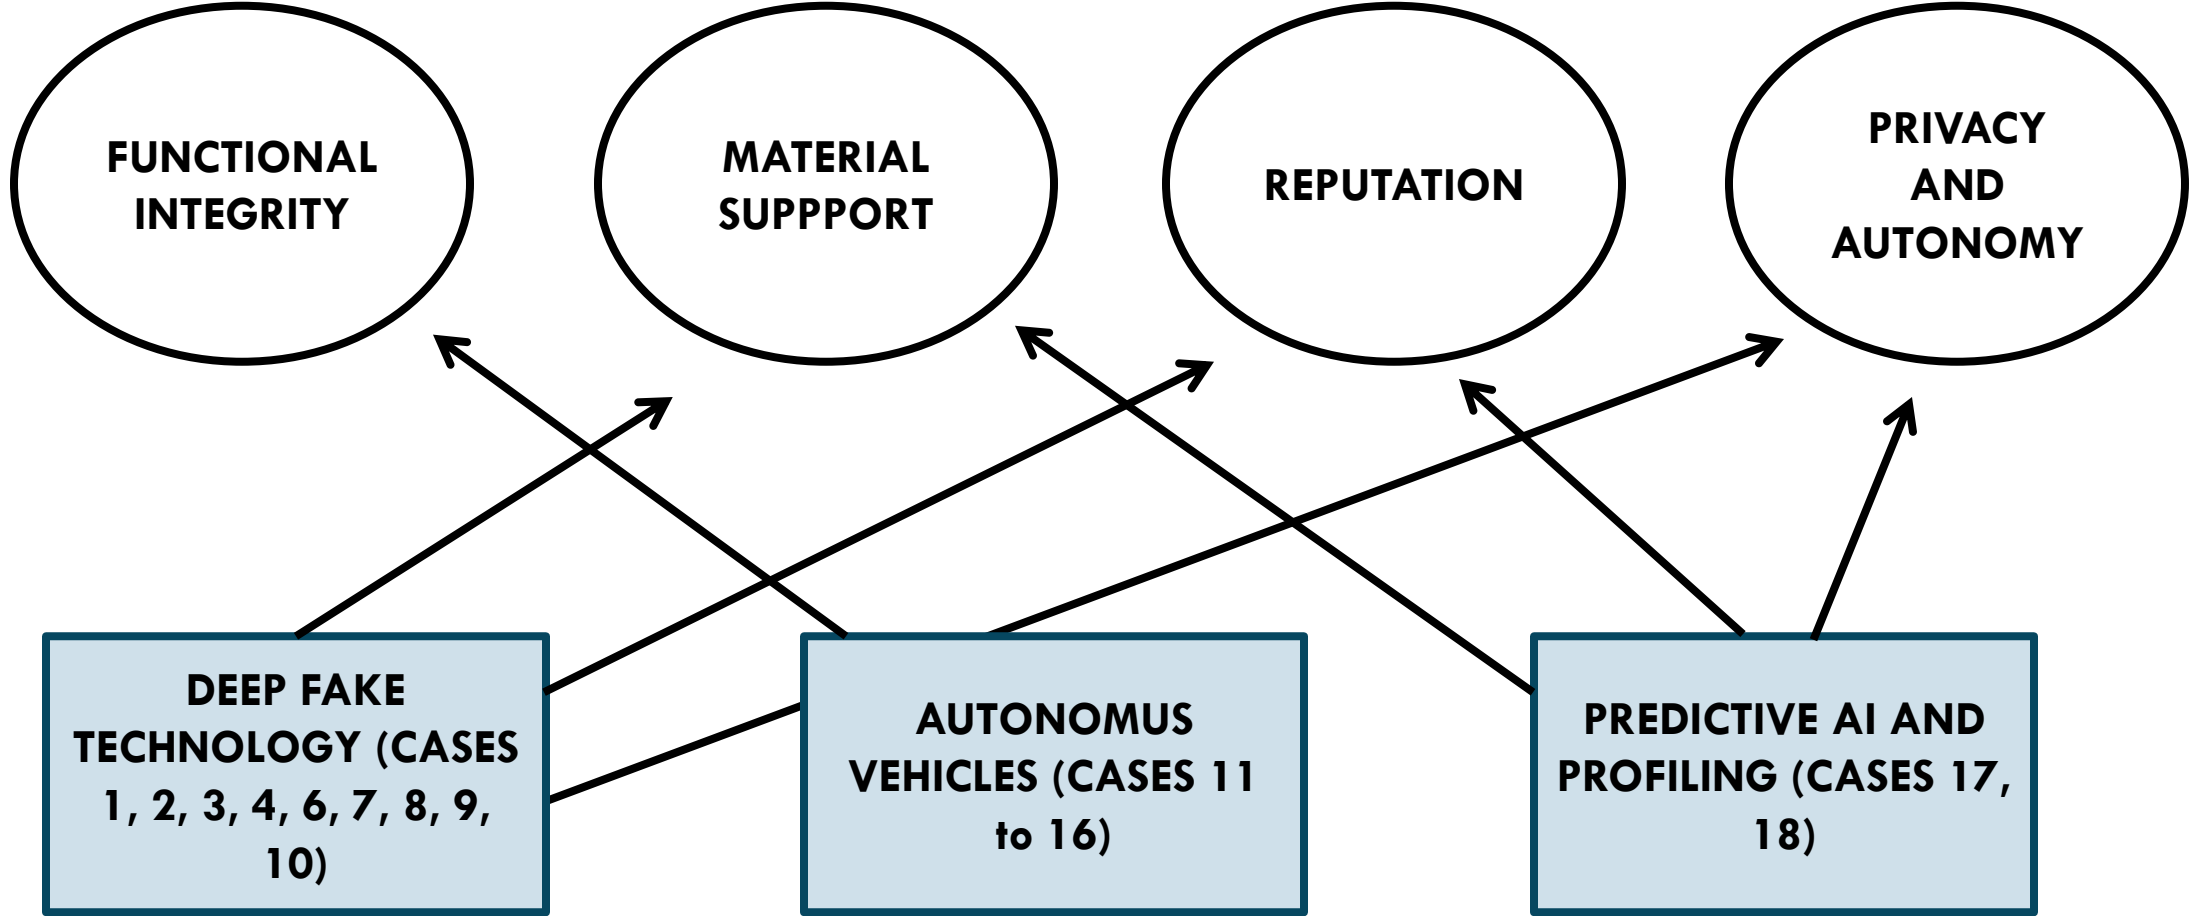 FUNCTIONAL
INTEGRITY
MATERIAL
SUPPPORT
REPUTATION
PRIVACY
AND
AUTONOMY
DEEP FAKE
TECHNOLOGY (CASES
1, 2, 3, 4, 6, 7, 8, 9,
10)
AUTONOMUS
VEHICLES (CASES 11
to 16)
PREDICTIVE AI AND
PROFILING (CASES 17,
18)